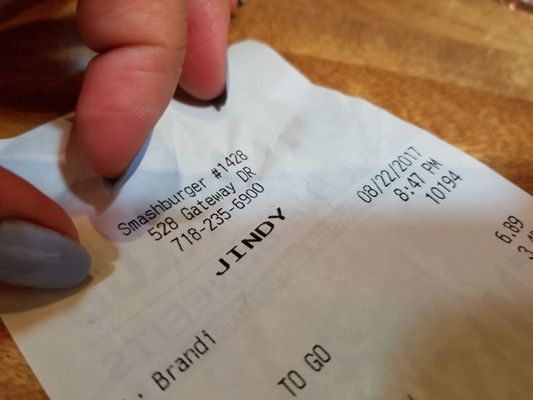 Smashburger #1428
528 Gateway DR
718-235-6900
08/22/2017
8:47 PM
10194
JINDY
6.89
Brandi
TO GO